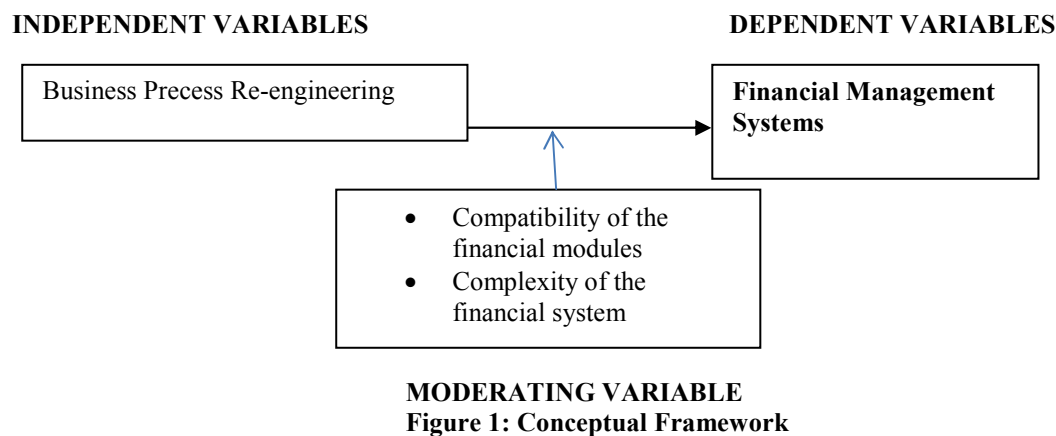 INDEPENDENT VARIABLES
DEPENDENT VARIABLES
Business Precess Re-engineering
Financial Management
Systems
• Compatibility of the
financial modules
• Complexity of the
financial system
MODERATING VARIABLE
Figure 1: Conceptual Framework